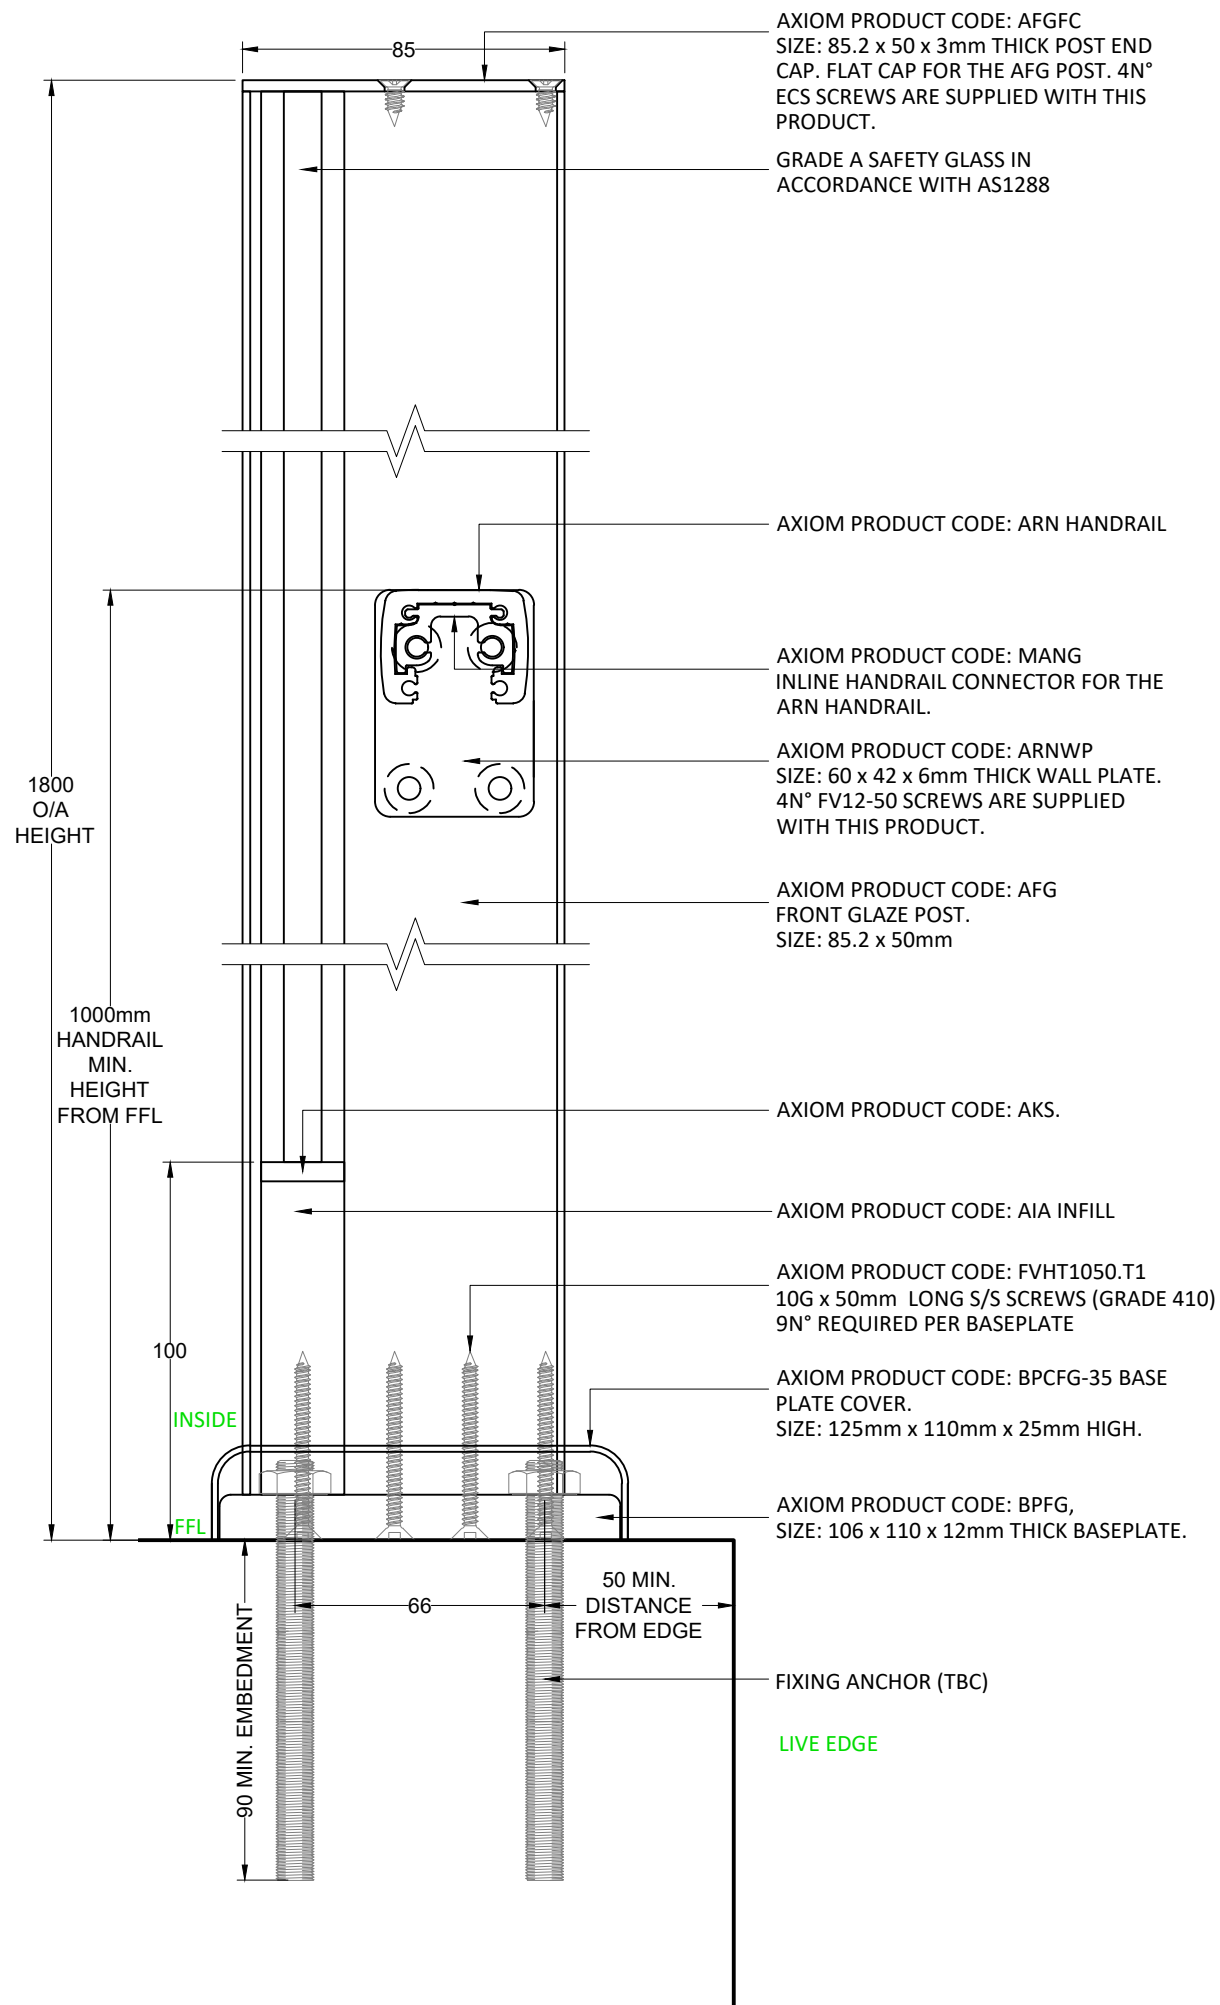 85
AXIOM PRODUCT CODE: AFGFC
SIZE: 85.2 x 50 x 3mm THICK POST END
CAP. FLAT CAP FOR THE AFG POST. 4N°
ECS SCREWS ARE SUPPLIED WITH THIS
PRODUCT.
GRADE A SAFETY GLASS IN
ACCORDANCE WITH AS1288
AXIOM PRODUCT CODE: ARN HANDRAIL
AXIOM PRODUCT CODE: MANG
INLINE HANDRAIL CONNECTOR FOR THE
ARN HANDRAIL.
AXIOM PRODUCT CODE: ARNWP
SIZE: 60 x 42 x 6mm THICK WALL PLATE.
4N° FV12-50 SCREWS ARE SUPPLIED
WITH THIS PRODUCT.
1800
O/A
HEIGHT
AXIOM PRODUCT CODE: AFG
FRONT GLAZE POST.
SIZE: 85.2 x 50mm
1000mm
HANDRAIL
MIN.
HEIGHT
FROM FFL
AXIOM PRODUCT CODE: AKS.
AXIOM PRODUCT CODE: AIA INFILL
AXIOM PRODUCT CODE: FVHT1050.T1
10G x 50mm  LONG S/S SCREWS (GRADE 410)
9N° REQUIRED PER BASEPLATE
100
AXIOM PRODUCT CODE: BPCFG-35 BASE
PLATE COVER.
SIZE: 125mm x 110mm x 25mm HIGH.
INSIDE
AXIOM PRODUCT CODE: BPFG,
SIZE: 106 x 110 x 12mm THICK BASEPLATE.
FFL
66
50 MIN.
DISTANCE
FROM EDGE
90 MIN. EMBEDMENT
FIXING ANCHOR (TBC)
LIVE EDGE